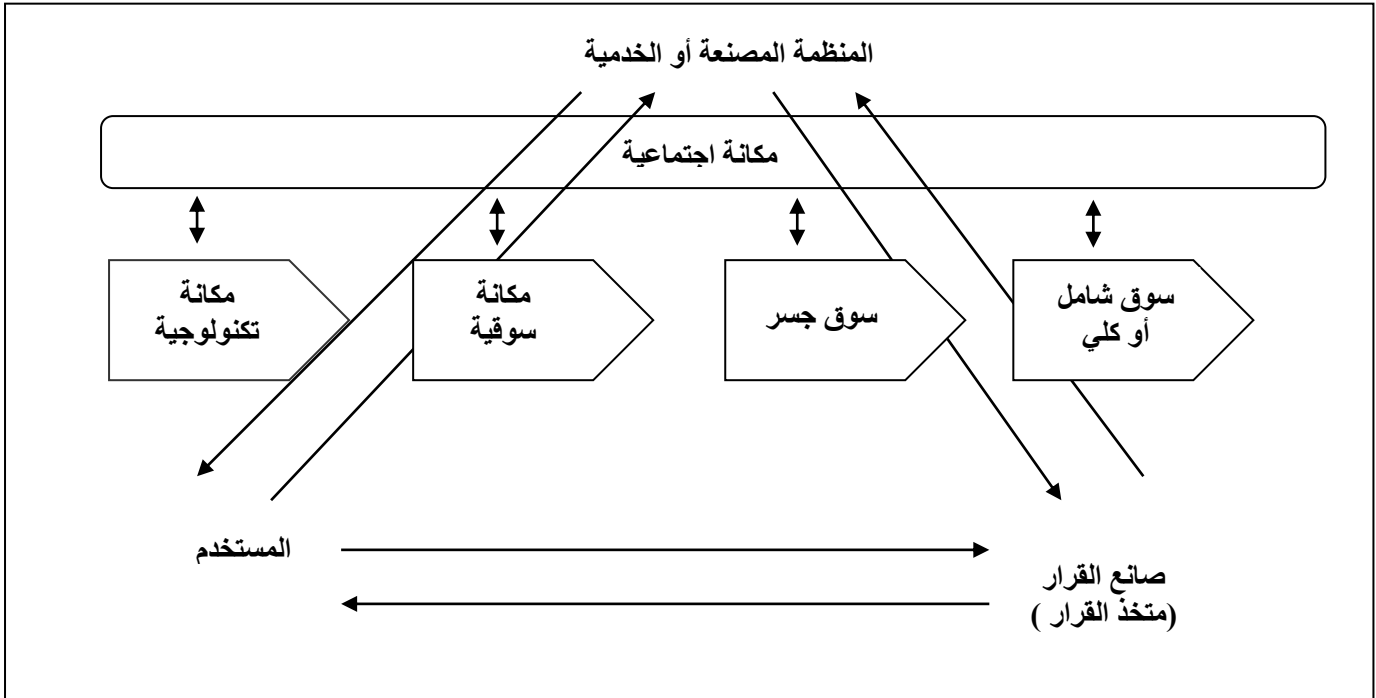 المنظمة المصنعة أو الخدمية
مكانة اجتماعية
سوق شامل
أو كلي
سوق جسر
مكانة
سوقية
مكانة
تكنولوجية
المستخدم
صانع القرار
(متخذ القرار )